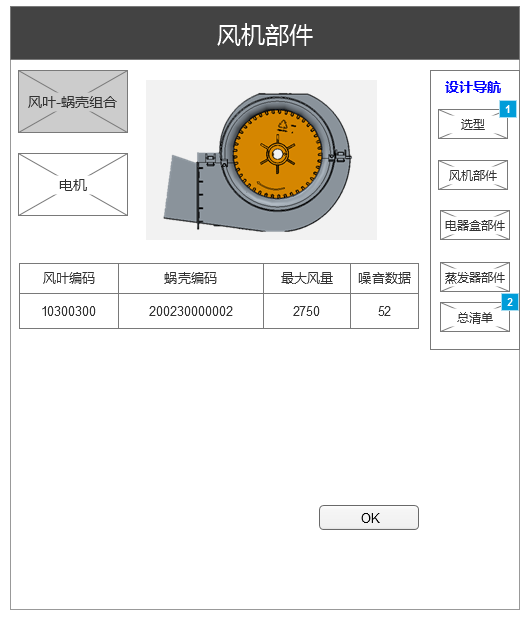 风机部件
风叶-蜗壳组合
电机
设计导航
1
选型
风机部件
电器盒部件
蒸发器部件
2
总清单
风叶编码 蜗壳编码 最大风量 噪音数据
10300300 200230000002 2750 52
OK